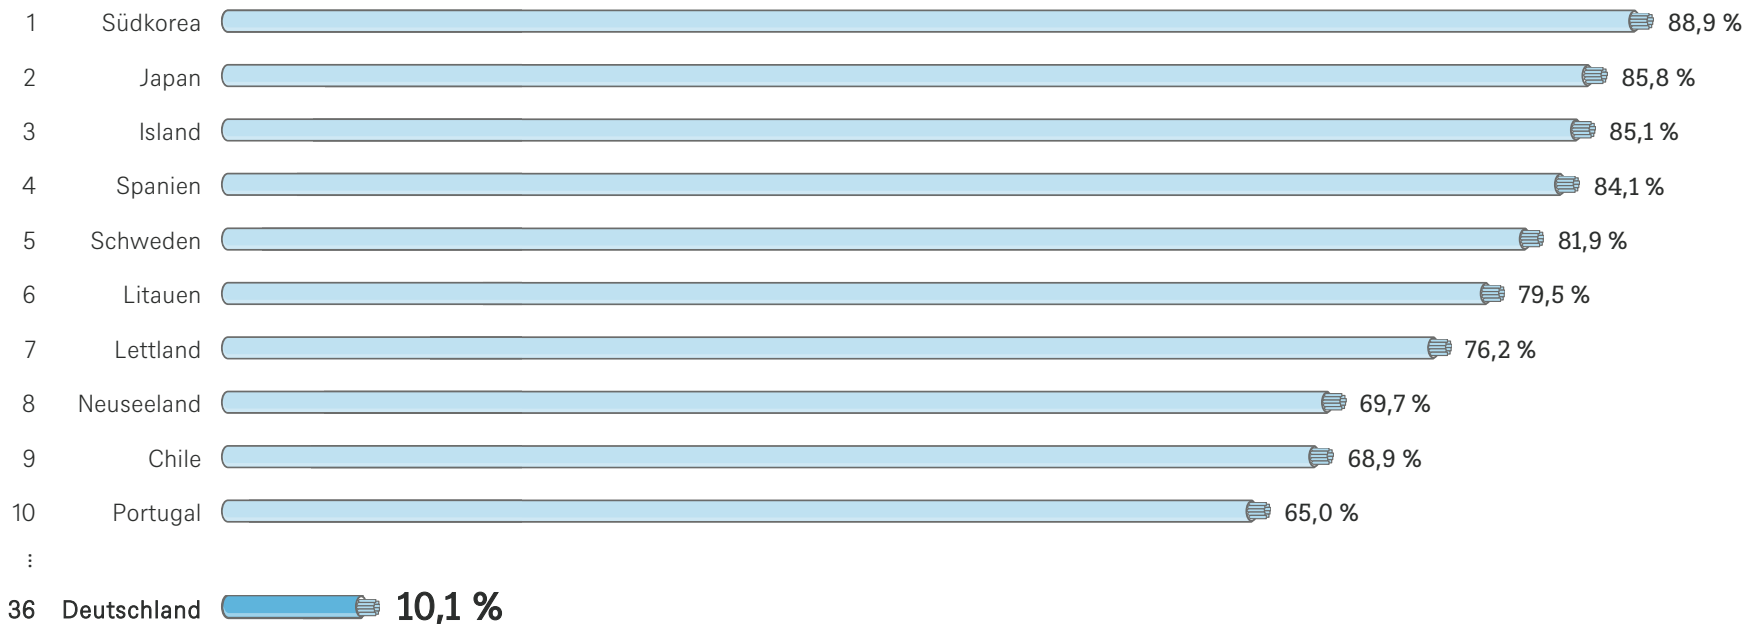 1 Südkorea 88,9 %
2 Japan 85,8 %
3 Island 85,1 %
4 Spanien 84,1 %
5 Schweden 81,9 %
6 Litauen 79,5 %
7 Lettland 76,2 %
8 Neuseeland 69,7 %
9 Chile 68,9 %
10 Portugal 65,0 %
⋮
36 Deutschland 10,1 %